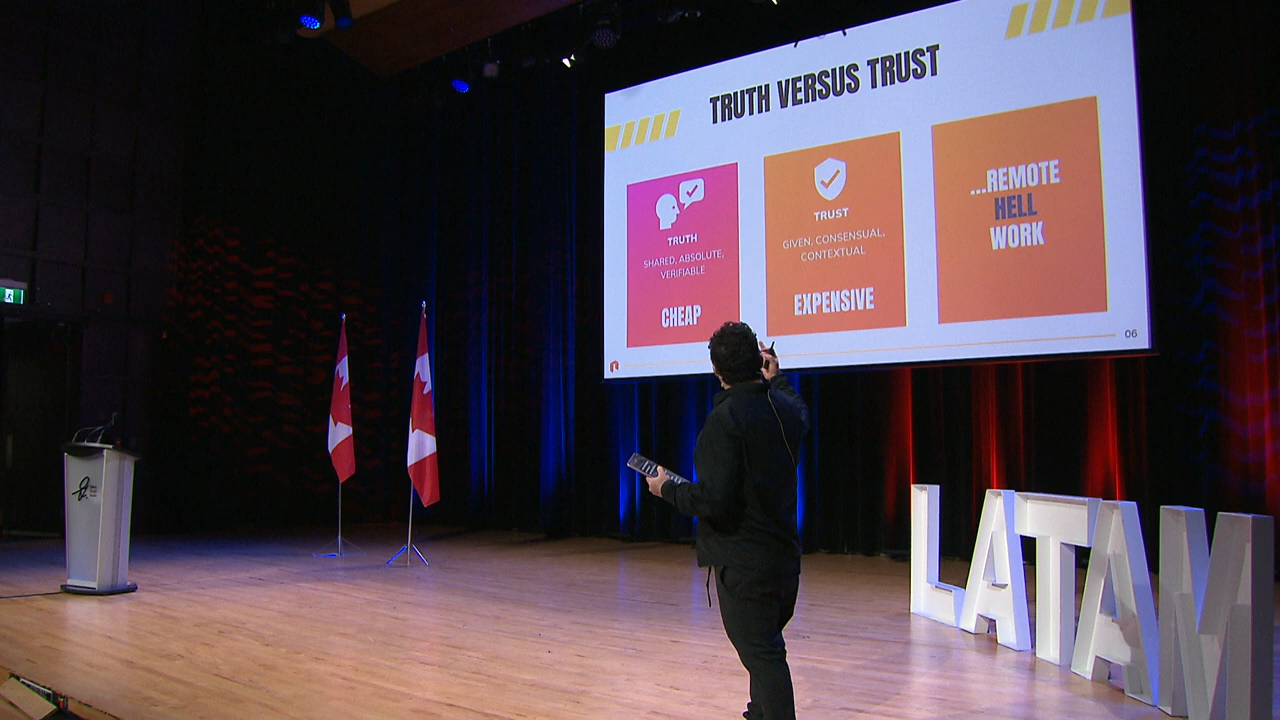 TRUTH VERSUS TRUST
TRUTH
SHARED, ABSOLUTE,
VERIFIABLE
CHEAP
TRUST
GIVEN, CONSENSUAL,
CONTEXTUAL
EXPENSIVE
...REMOTE
HELL
WORK
06
LATAM